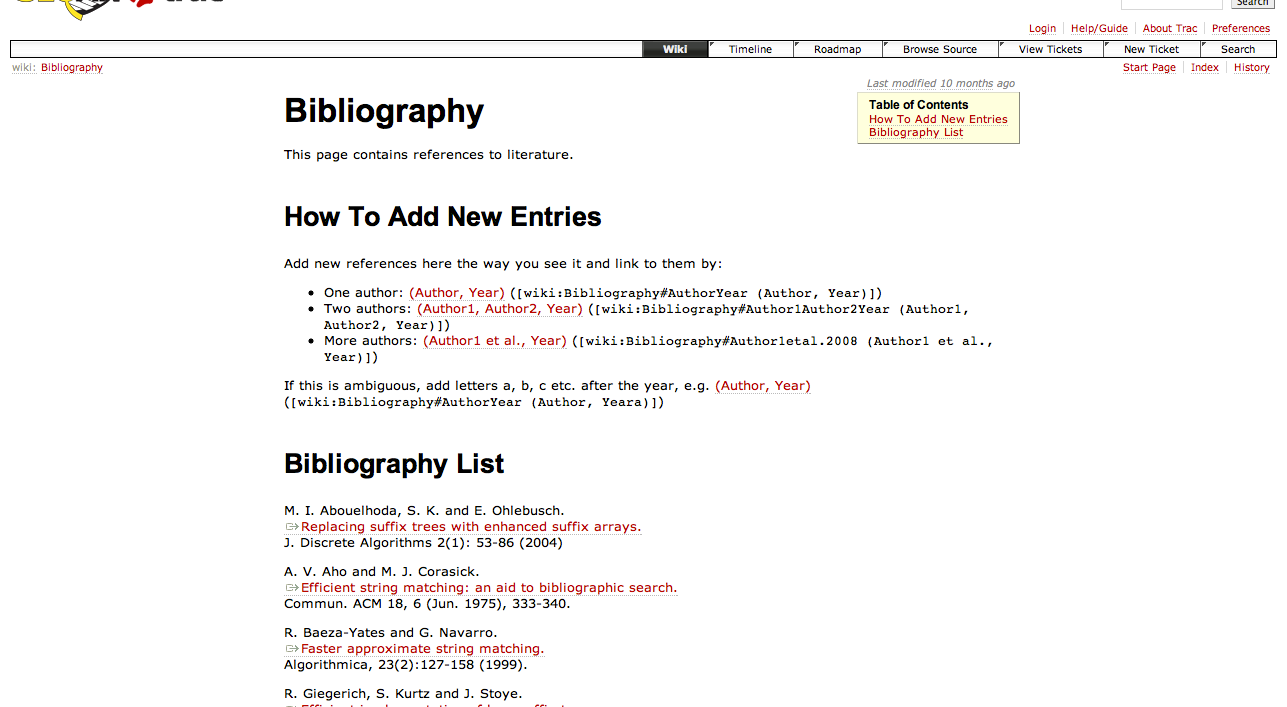 Search
Login Help/Guide About Trac Preferences
Wiki Timeline Roadmap Browse Source View Tickets New Ticket Search
wiki: Bibliography
Start Page Index History
Last modified 10 months ago
Table of Contents
How To Add New Entries
Bibliography List
Bibliography
This page contains references to literature.
How To Add New Entries
Add new references here the way you see it and link to them by:
• One author: (Author, Year) ([wiki:Bibliography#AuthorYear (Author, Year)])
• Two authors: (Author1, Author2, Year) ([wiki:Bibliography#Author1Author2Year (Author1,
Author2, Year)])
• More authors: (Author1 et al., Year) ([wiki:Bibliography#Author1etal.2008 (Author1 et al.,
Year)])
If this is ambiguous, add letters a, b, c etc. after the year, e.g. (Author, Year)
([wiki:Bibliography#AuthorYear (Author, Yeara)])
Bibliography List
M. I. Abouelhoda, S. K. and E. Ohlebusch.
Replacing suffix trees with enhanced suffix arrays.
J. Discrete Algorithms 2(1): 53-86 (2004)
A. V. Aho and M. J. Corasick.
Efficient string matching: an aid to bibliographic search.
Commun. ACM 18, 6 (Jun. 1975), 333-340.
R. Baeza-Yates and G. Navarro.
Faster approximate string matching.
Algorithmica, 23(2):127-158 (1999).
R. Giegerich, S. Kurtz and J. Stoye.